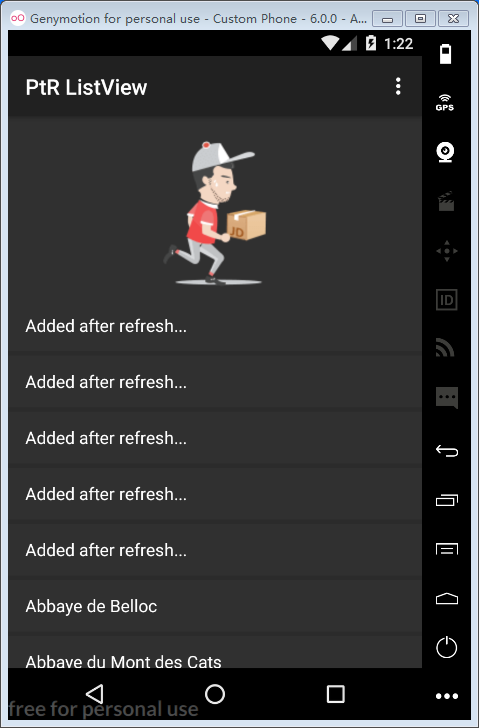 Genymotion for personal use - Custom Phone - 6.0.0 - A...
1:22
PtR ListView
GPS
JD
ID
Added after refresh...
Added after refresh...
Added after refresh...
Added after refresh...
Added after refresh...
Abbaye de Belloc
Abbaye du Mont des Cats
free for personal use